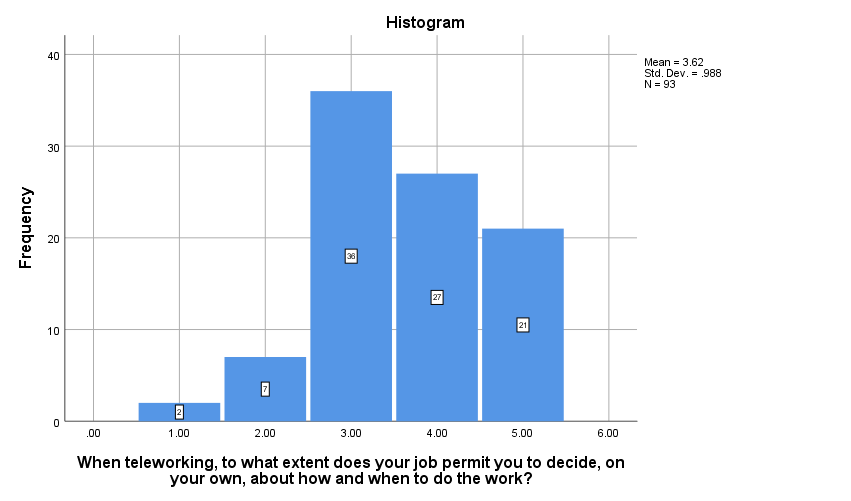 Histogram
Mean = 3.62
Std. Dev. = .988
N = 93
Frequency
40
30
20
10
0
2
7
36
27
21
.00
1.00
2.00
3.00
4.00
5.00
6.00
When teleworking, to what extent does your job permit you to decide, on
your own, about how and when to do the work?